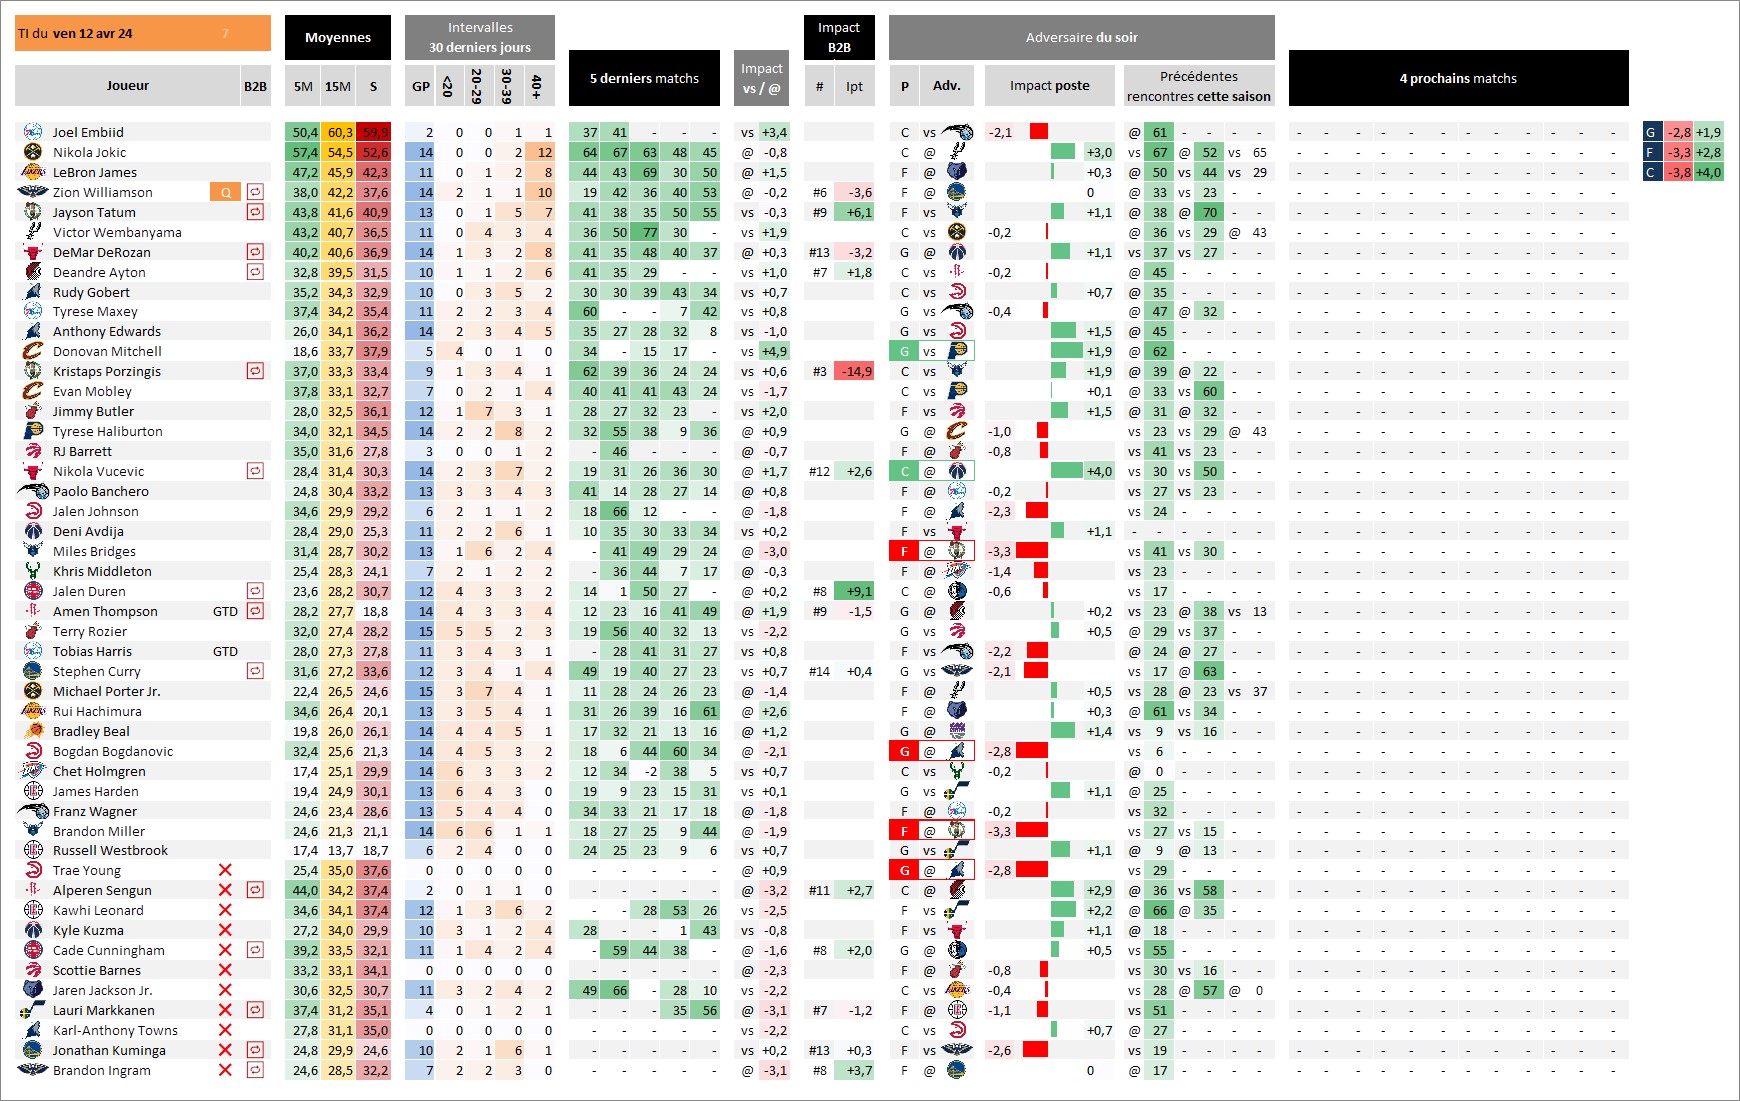 TI du ven 12 avr 24 7
Moyennes
Intervalles
30 derniers jours
5 derniers matchs
Impact
vs / @
Impact
B2B
Adversaire du soir
4 prochains matchs
Joueur B2B 5M 15M S GP <20 20-29 30-39 40+ # Ipt P Adv. Impact poste
Précédentes
rencontres cette saison
Joel Embiid 50,4 60,3 59,9 2 0 0 1 1 37 41 - - - vs +3,4 C vs -2,1 @ 61 - - - - - - - - - - - - - - - -
Nikola Jokic 57,4 54,5 52,6 14 0 0 2 12 64 67 63 48 45 @ -0,8 C @ +3,0 vs 67 @ 52 vs 65 - - - - - - - - - - - -
LeBron James 47,2 45,9 42,3 11 0 1 2 8 44 43 69 30 50 @ +1,5 F @ +0,3 @ 50 vs 44 vs 29 - - - - - - - - - - - -
Zion Williamson Q 38,0 42,2 37,6 14 2 1 1 10 19 42 36 40 53 @ -0,2 #6 -3,6 F @ 0 @ 33 vs 23 - - - - - - - - - - - - - -
Jayson Tatum 43,8 41,6 40,9 13 0 1 5 7 41 38 35 50 55 vs -0,3 #9 +6,1 F vs +1,1 @ 38 @ 70 - - - - - - - - - - - - - -
Victor Wembanyama 43,2 40,7 36,5 11 0 4 3 4 36 50 77 30 - vs +1,9 C vs -0,2 @ 36 vs 29 @ 43 - - - - - - - - - - - -
DeMar DeRozan 40,2 40,6 36,9 14 1 3 2 8 41 35 48 40 37 @ +0,3 #13 -3,2 G @ +1,1 vs 37 vs 27 - - - - - - - - - - - - - -
Deandre Ayton 32,8 39,5 31,5 10 1 1 2 6 41 35 29 - - vs +1,0 #7 +1,8 C vs -0,2 @ 45 - - - - - - - - - - - - - - - -
Rudy Gobert 35,2 34,3 32,9 10 0 3 5 2 30 30 39 43 34 vs +0,7 C vs +0,7 @ 35 - - - - - - - - - - - - - - - -
Tyrese Maxey 37,4 34,2 35,4 11 2 2 3 4 60 - - 7 42 vs +0,8 G vs -0,4 @ 47 @ 32 - - - - - - - - - - - - - -
Anthony Edwards 26,0 34,1 36,2 14 2 3 4 5 35 27 28 32 8 vs -1,0 G vs +1,5 @ 45 - - - - - - - - - - - - - - - -
Donovan Mitchell 18,6 33,7 37,9 5 4 0 1 0 34 - 15 17 - vs +4,9 G vs +1,9 @ 62 - - - - - - - - - - - - - - - -
Kristaps Porzingis 37,0 33,3 33,4 9 1 3 4 1 62 39 36 24 24 vs +0,6 #3 -14,9 C vs +1,9 @ 39 @ 22 - - - - - - - - - - - - - -
Evan Mobley 37,8 33,1 32,7 7 0 2 1 4 40 41 41 43 24 vs -1,7 C vs +0,1 @ 33 vs 60 - - - - - - - - - - - - - -
Jimmy Butler 28,0 32,5 36,1 12 1 7 3 1 28 27 32 23 - vs +2,0 F vs +1,5 @ 31 @ 32 - - - - - - - - - - - - - -
Tyrese Haliburton 34,0 32,1 34,5 14 2 2 8 2 32 55 38 9 36 @ +0,9 G @ -1,0 vs 23 vs 29 @ 43 - - - - - - - - - - - -
RJ Barrett 35,0 31,6 27,8 3 0 0 1 2 - 46 - - - @ -0,7 F @ -0,8 vs 41 vs 23 - - - - - - - - - - - - - -
Nikola Vucevic 28,4 31,4 30,3 14 2 3 7 2 19 31 26 36 30 @ +1,7 #12 +2,6 C @ +4,0 vs 30 vs 50 - - - - - - - - - - - - - -
Paolo Banchero 24,8 30,4 33,2 13 3 3 4 3 41 14 28 27 14 @ +0,8 F @ -0,2 vs 27 vs 23 - - - - - - - - - - - - - -
Jalen Johnson 34,6 29,9 29,2 6 2 1 1 2 18 66 12 - - @ -1,8 F @ -2,3 vs 24 - - - - - - - - - - - - - - - -
Deni Avdija 28,4 29,0 25,3 11 2 2 6 1 10 35 30 33 34 vs +0,2 F vs +1,1 - - - - - - - - - - - - - - - - - -
Miles Bridges 31,4 28,7 30,2 13 1 6 2 4 - 41 49 29 24 @ -3,0 F @ -3,3 vs 41 vs 30 - - - - - - - - - - - - - -
Khris Middleton 25,4 28,3 24,1 7 2 1 2 2 - 36 44 7 17 @ -0,3 F @ -1,4 vs 23 - - - - - - - - - - - - - - - -
Jalen Duren 23,6 28,2 30,7 12 4 3 3 2 14 1 50 27 - @ +0,2 #8 +9,1 C @ -0,6 vs 17 - - - - - - - - - - - - - - - -
Amen Thompson GTD 28,2 27,7 18,8 14 4 3 3 4 12 23 16 41 49 @ +1,9 #9 -1,5 G @ +0,2 vs 23 @ 38 vs 13 - - - - - - - - - - - -
Terry Rozier 32,0 27,4 28,2 15 5 5 2 3 19 56 40 32 13 vs -2,2 G vs +0,5 @ 29 vs 37 - - - - - - - - - - - - - -
Tobias Harris GTD 28,0 27,3 27,8 11 3 4 3 1 - 28 41 31 27 vs +0,8 F vs -2,2 @ 24 @ 27 - - - - - - - - - - - - - -
Stephen Curry 31,6 27,2 33,6 12 3 4 1 4 49 19 40 27 23 vs +0,7 #14 +0,4 G vs -2,1 vs 17 @ 63 - - - - - - - - - - - - - -
Michael Porter Jr. 22,4 26,5 24,6 15 3 7 4 1 11 28 24 26 23 @ -1,4 F @ +0,5 vs 28 @ 23 vs 37 - - - - - - - - - - - -
Rui Hachimura 34,6 26,4 20,1 13 3 5 4 1 31 26 39 16 61 @ +2,6 F @ +0,3 @ 61 vs 34 - - - - - - - - - - - - - -
Bradley Beal 19,8 26,0 26,1 14 4 4 5 1 17 32 21 13 16 @ +1,2 G @ +1,4 vs 9 vs 16 - - - - - - - - - - - - - -
Bogdan Bogdanovic 32,4 25,6 21,3 14 4 5 3 2 18 6 44 60 34 @ -2,1 G @ -2,8 vs 6 - - - - - - - - - - - - - - - -
Chet Holmgren 17,4 25,1 29,9 14 6 3 3 2 12 34 -2 38 5 vs +0,7 C vs -0,2 @ 0 - - - - - - - - - - - - - - - -
James Harden 19,4 24,9 30,1 13 6 4 3 0 19 9 23 15 31 vs +0,1 G vs +1,1 @ 25 - - - - - - - - - - - - - - - -
Franz Wagner 24,6 23,4 28,6 13 5 4 4 0 34 33 21 17 18 @ -1,8 F @ -0,2 vs 32 - - - - - - - - - - - - - - - -
Brandon Miller 24,6 21,3 21,1 14 6 6 1 1 18 27 25 9 44 @ -1,9 F @ -3,3 vs 27 vs 15 - - - - - - - - - - - - - -
Russell Westbrook 17,4 13,7 18,7 6 2 4 0 0 24 25 23 9 6 vs +0,7 G vs +1,1 @ 9 @ 13 - - - - - - - - - - - - - -
Trae Young 25,4 35,0 37,6 0 0 0 0 0 - - - - - @ +0,9 G @ -2,8 vs 29 - - - - - - - - - - - - - - - -
Alperen Sengun 44,0 34,2 37,4 2 0 1 1 0 - - - - - @ -3,2 #11 +2,7 C @ +2,9 @ 36 vs 58 - - - - - - - - - - - - - -
Kawhi Leonard 34,6 34,1 37,4 12 1 3 6 2 - - 28 53 26 vs -2,5 F vs +2,2 @ 66 @ 35 - - - - - - - - - - - - - -
Kyle Kuzma 27,2 34,0 29,9 10 3 1 2 4 28 - - 1 43 vs -0,8 F vs +1,1 @ 18 - - - - - - - - - - - - - - - -
Cade Cunningham 39,2 33,5 32,1 11 1 4 2 4 - 59 44 38 - @ -1,6 #8 +2,0 G @ +0,5 vs 55 - - - - - - - - - - - - - - - -
Scottie Barnes 33,2 33,1 34,1 0 0 0 0 0 - - - - - @ -2,3 F @ -0,8 vs 30 vs 16 - - - - - - - - - - - - - -
Jaren Jackson Jr. 30,6 32,5 30,7 11 3 2 4 2 49 66 - 28 10 vs -2,2 C vs -0,4 vs 28 @ 57 @ 0 - - - - - - - - - - - -
Lauri Markkanen 37,4 31,2 35,1 4 0 1 2 1 - - - 35 56 @ -3,1 #7 -1,2 F @ -1,1 vs 51 - - - - - - - - - - - - - - - -
Karl-Anthony Towns 27,8 31,1 35,0 0 0 0 0 0 - - - - - vs -2,2 C vs +0,7 @ 27 - - - - - - - - - - - - - - - -
Jonathan Kuminga 24,8 29,9 24,6 10 2 1 6 1 - - - - - vs +0,2 #13 +0,3 F vs -2,6 vs 19 - - - - - - - - - - - - - - - -
Brandon Ingram 24,6 28,5 32,2 7 2 2 3 0 - - - - - @ -3,1 #8 +3,7 F @ 0 @ 17 - - - - - - - - - - - - - - - -
G -2,8 +1,9
F -3,3 +2,8
C -3,8 +4,0